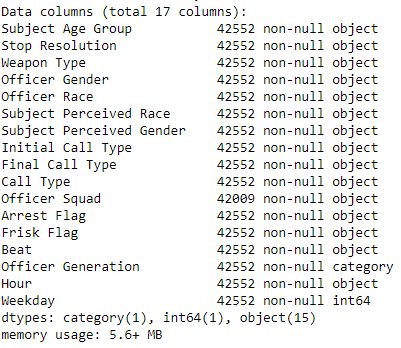 Data columns (total 17 columns):
Subject Age Group 42552 non-null object
Stop Resolution 42552 non-null object
Weapon Type 42552 non-null object
Officer Gender 42552 non-null object
Officer Race 42552 non-null object
Subject Perceived Race 42552 non-null object
Subject Perceived Gender 42552 non-null object
Initial Call Type 42552 non-null object
Final Call Type 42552 non-null object
Call Type 42552 non-null object
Officer Squad 42009 non-null object
Arrest Flag 42552 non-null object
Frisk Flag 42552 non-null object
Beat 42552 non-null object
Officer Generation 42552 non-null category
Hour 42552 non-null object
Weekday 42552 non-null int64
dtypes: category(1), int64(1), object(15)
memory usage: 5.6+ MB